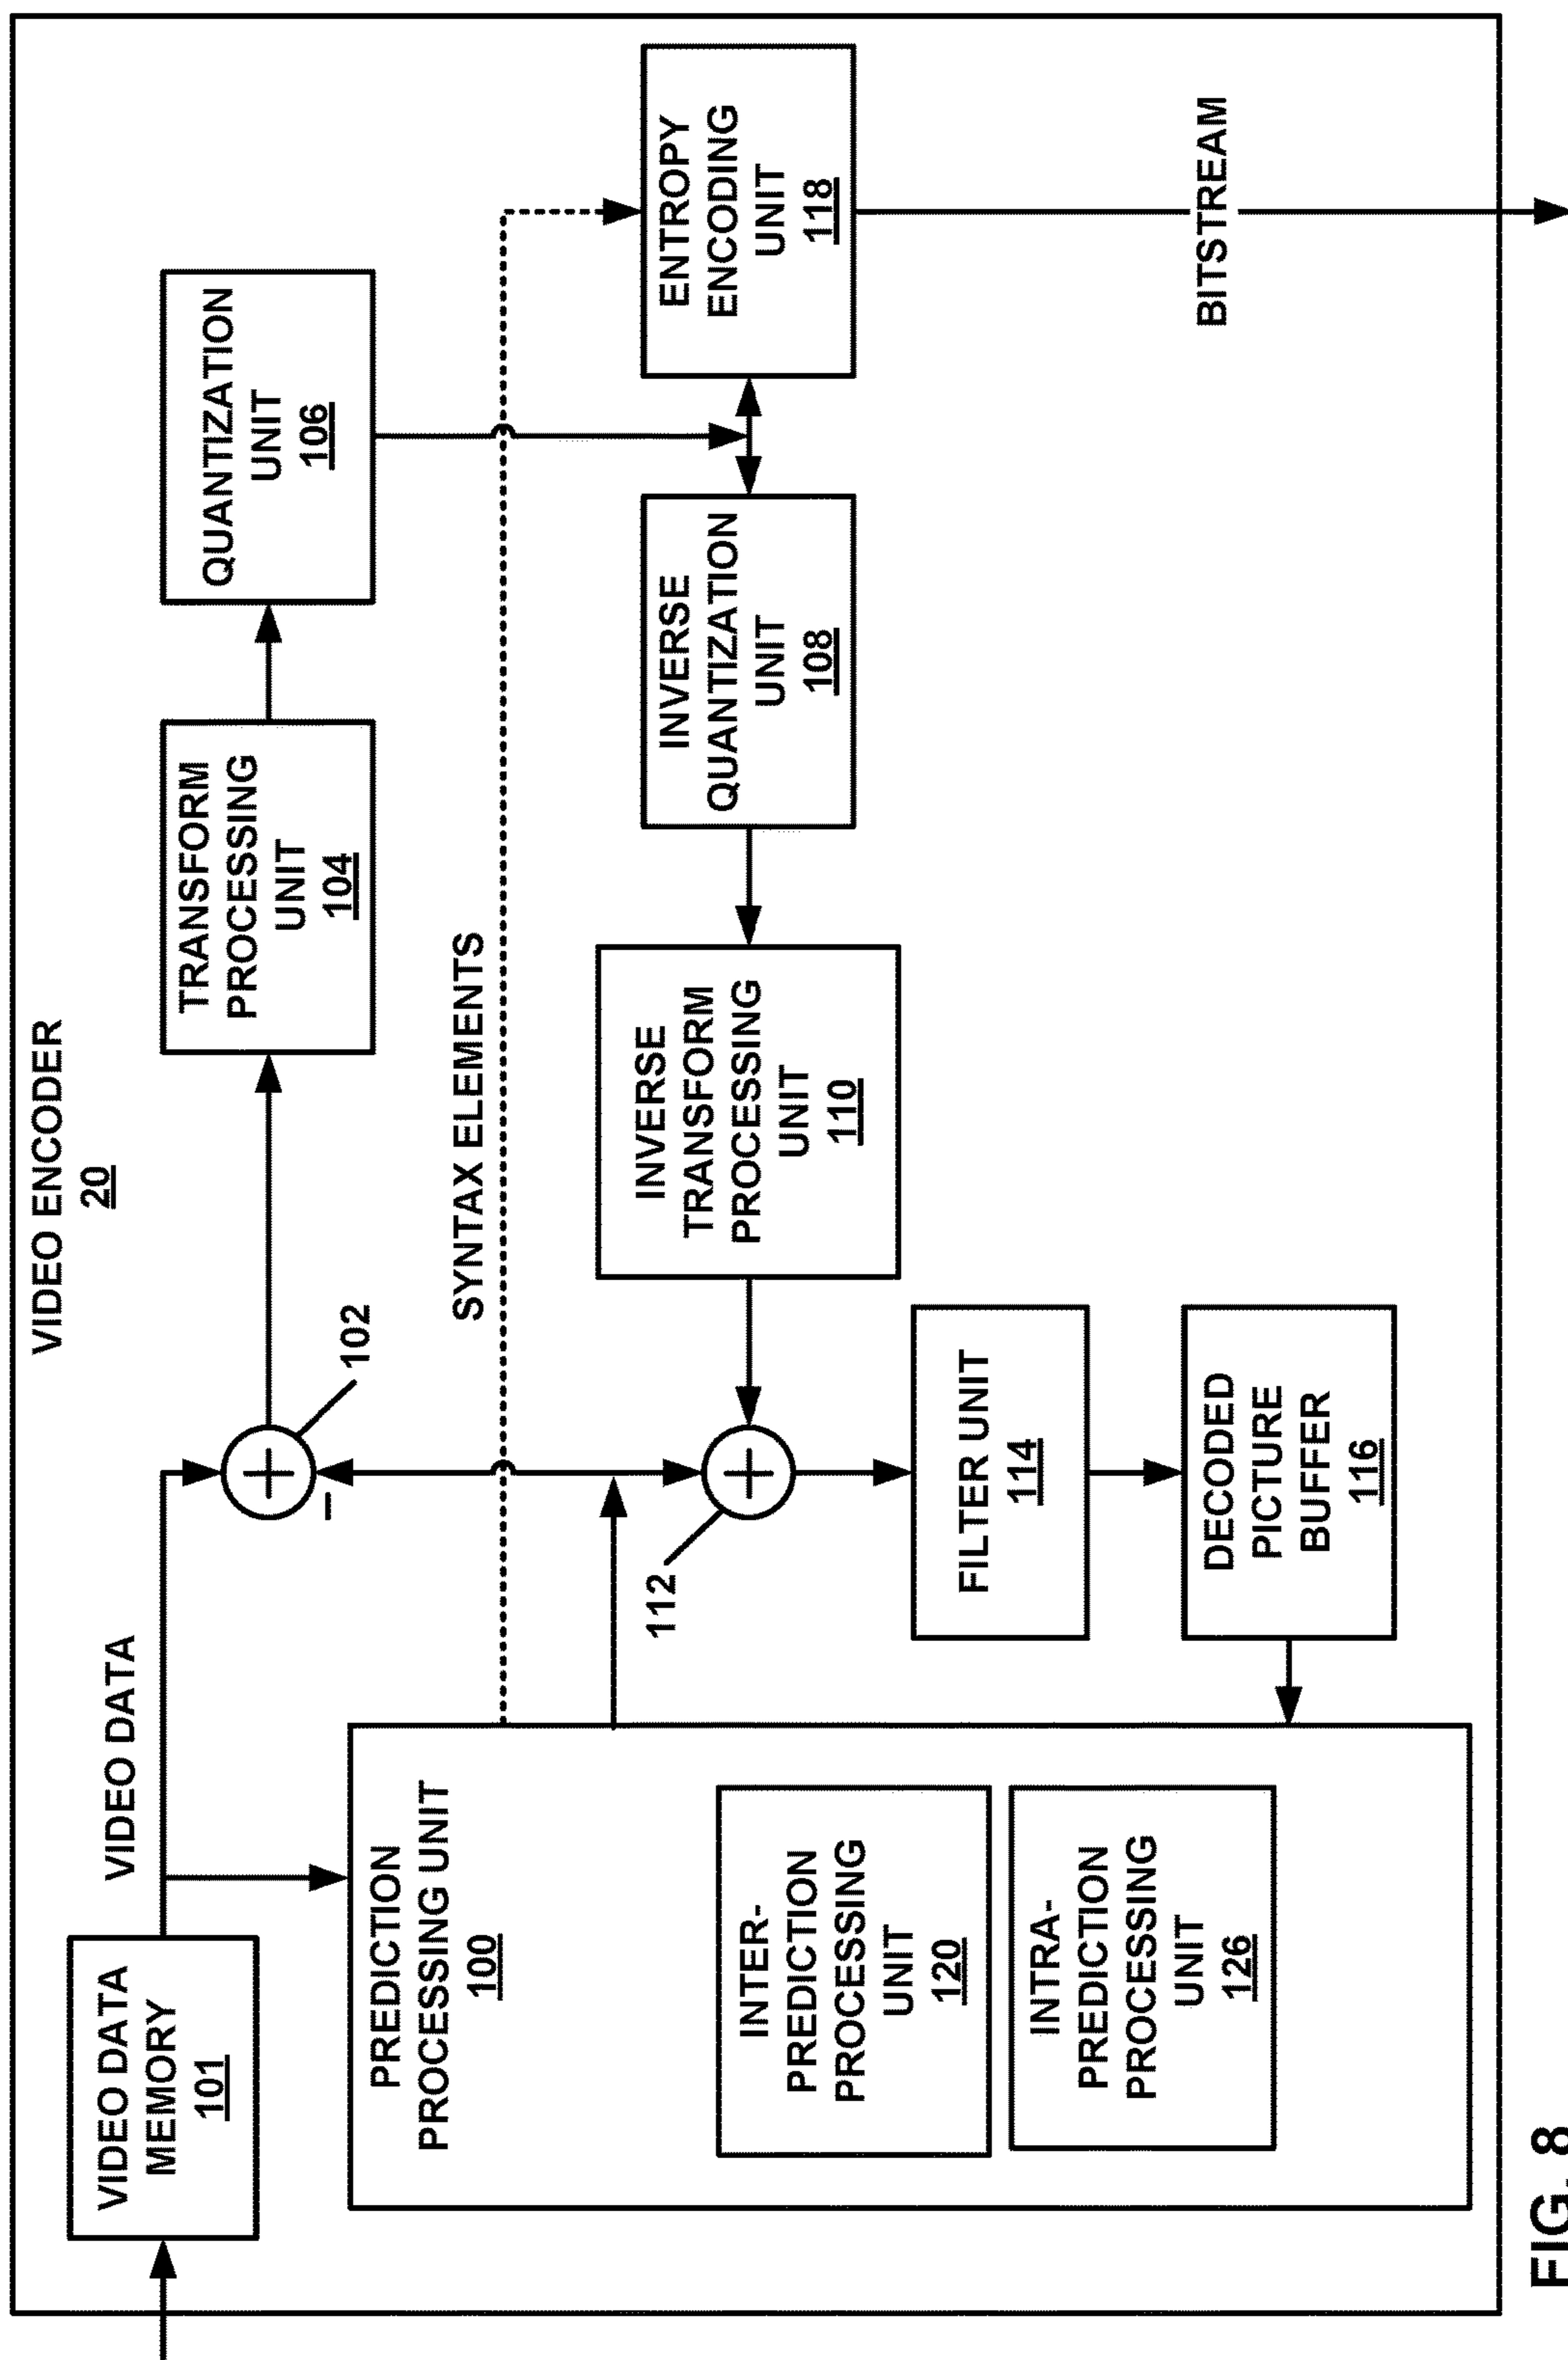 VIDEO ENCODER
20
VIDEO DATA
MEMORY
101
VIDEO DATA
102
TRANSFORM
PROCESSING
UNIT
104
QUANTIZATION
UNIT
106
PREDICTION
PROCESSING UNIT
100
SYNTAX ELEMENTS
INTER-
PREDICTION
PROCESSING
UNIT
120
INTRA-
PREDICTION
PROCESSING
UNIT
126
112
INVERSE
TRANSFORM
PROCESSING
UNIT
110
INVERSE
QUANTIZATION
UNIT
108
ENTROPY
ENCODING
UNIT
118
FILTER UNIT
114
DECODED
PICTURE
BUFFER
116
BITSTREAM
FIG. 8